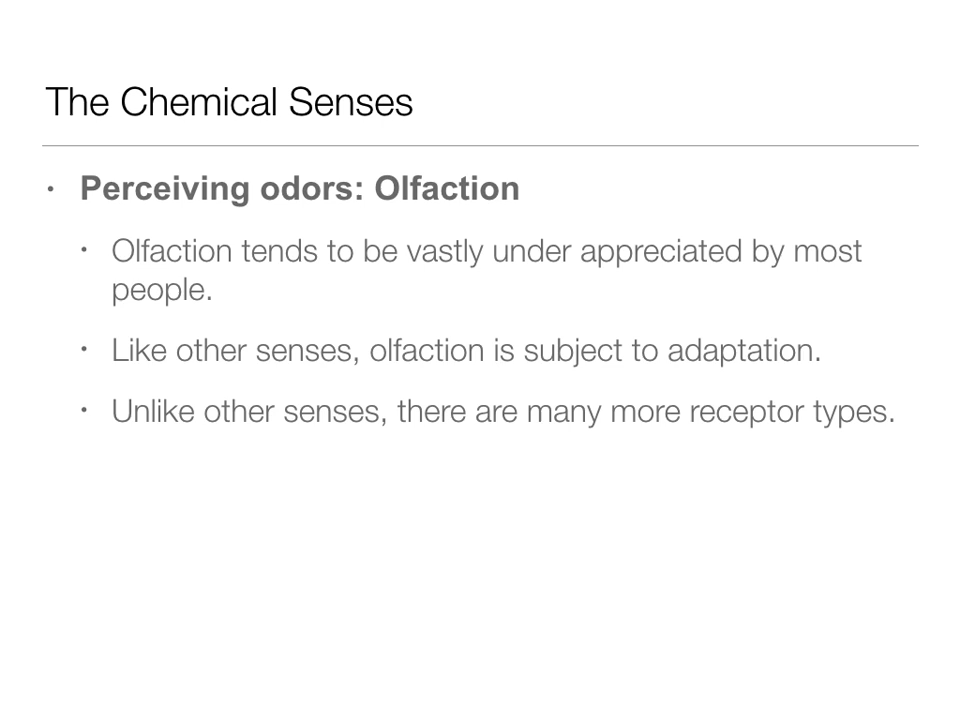 The Chemical Senses
• Perceiving odors: Olfaction
• Olfaction tends to be vastly under appreciated by most
people.
• Like other senses, olfaction is subject to adaptation.
• Unlike other senses, there are many more receptor types.